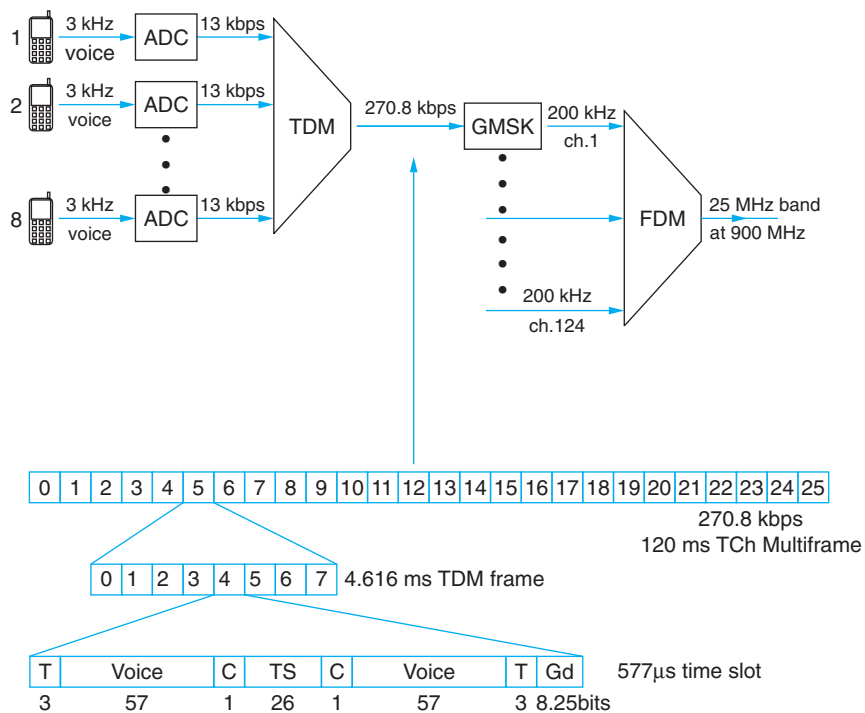 1 3 kHz voice ADC 13 kbps
2 3 kHz voice ADC 13 kbps
8 3 kHz voice ADC 13 kbps
TDM
270.8 kbps
GMSK
200 kHz
ch.1
200 kHz
ch.124
FDM
25 MHz band
at 900 MHz
0 1 2 3 4 5 6 7 8 9 10 11 12 13 14 15 16 17 18 19 20 21 22 23 24 25
270.8 kbps
120 ms TCh Multiframe
0 1 2 3 4 5 6 7 4.616 ms TDM frame
T Voice C TS C Voice T Gd 577µs time slot
3 57 1 26 1 57 3 8.25bits